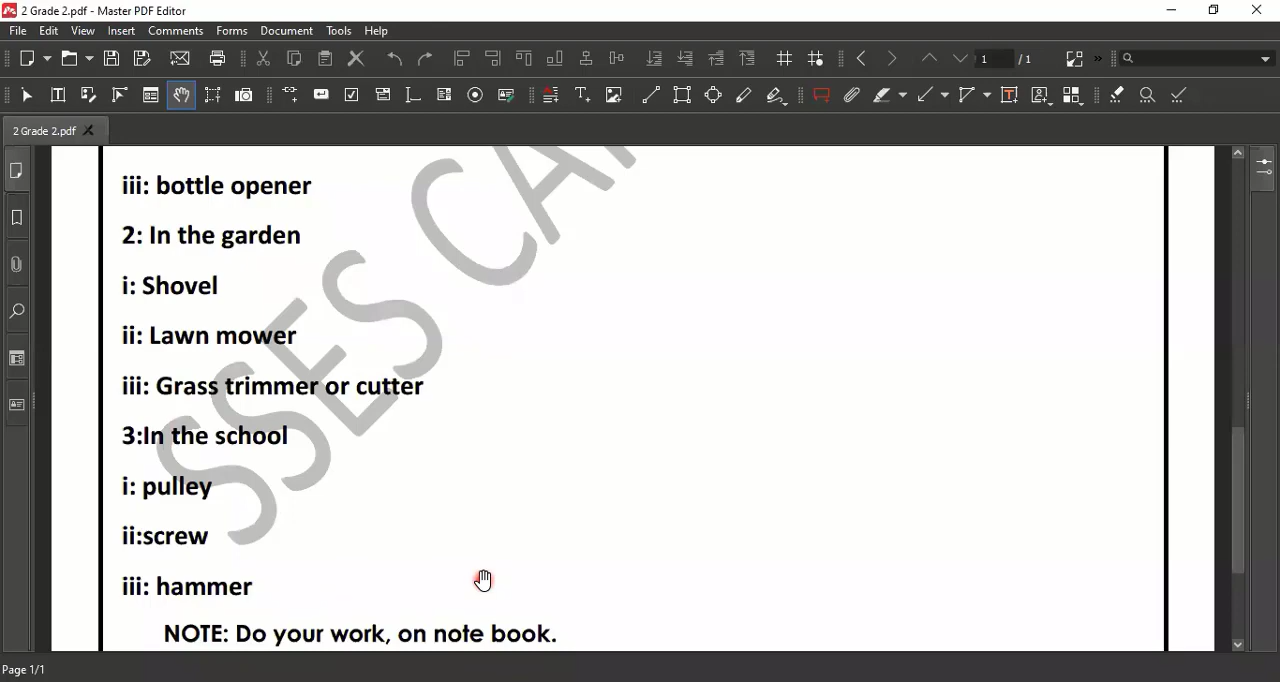 2 Grade 2.pdf - Master PDF Editor
File Edit View Insert Comments Forms Document Tools Help
1 / 1
2 Grade 2.pdf
iii: bottle opener
2: In the garden
i: Shovel
ii: Lawn mower
iii: Grass trimmer or cutter
3:In the school
i: pulley
ii:screw
iii: hammer
NOTE: Do your work, on note book.
SSES CA
Page 1/1